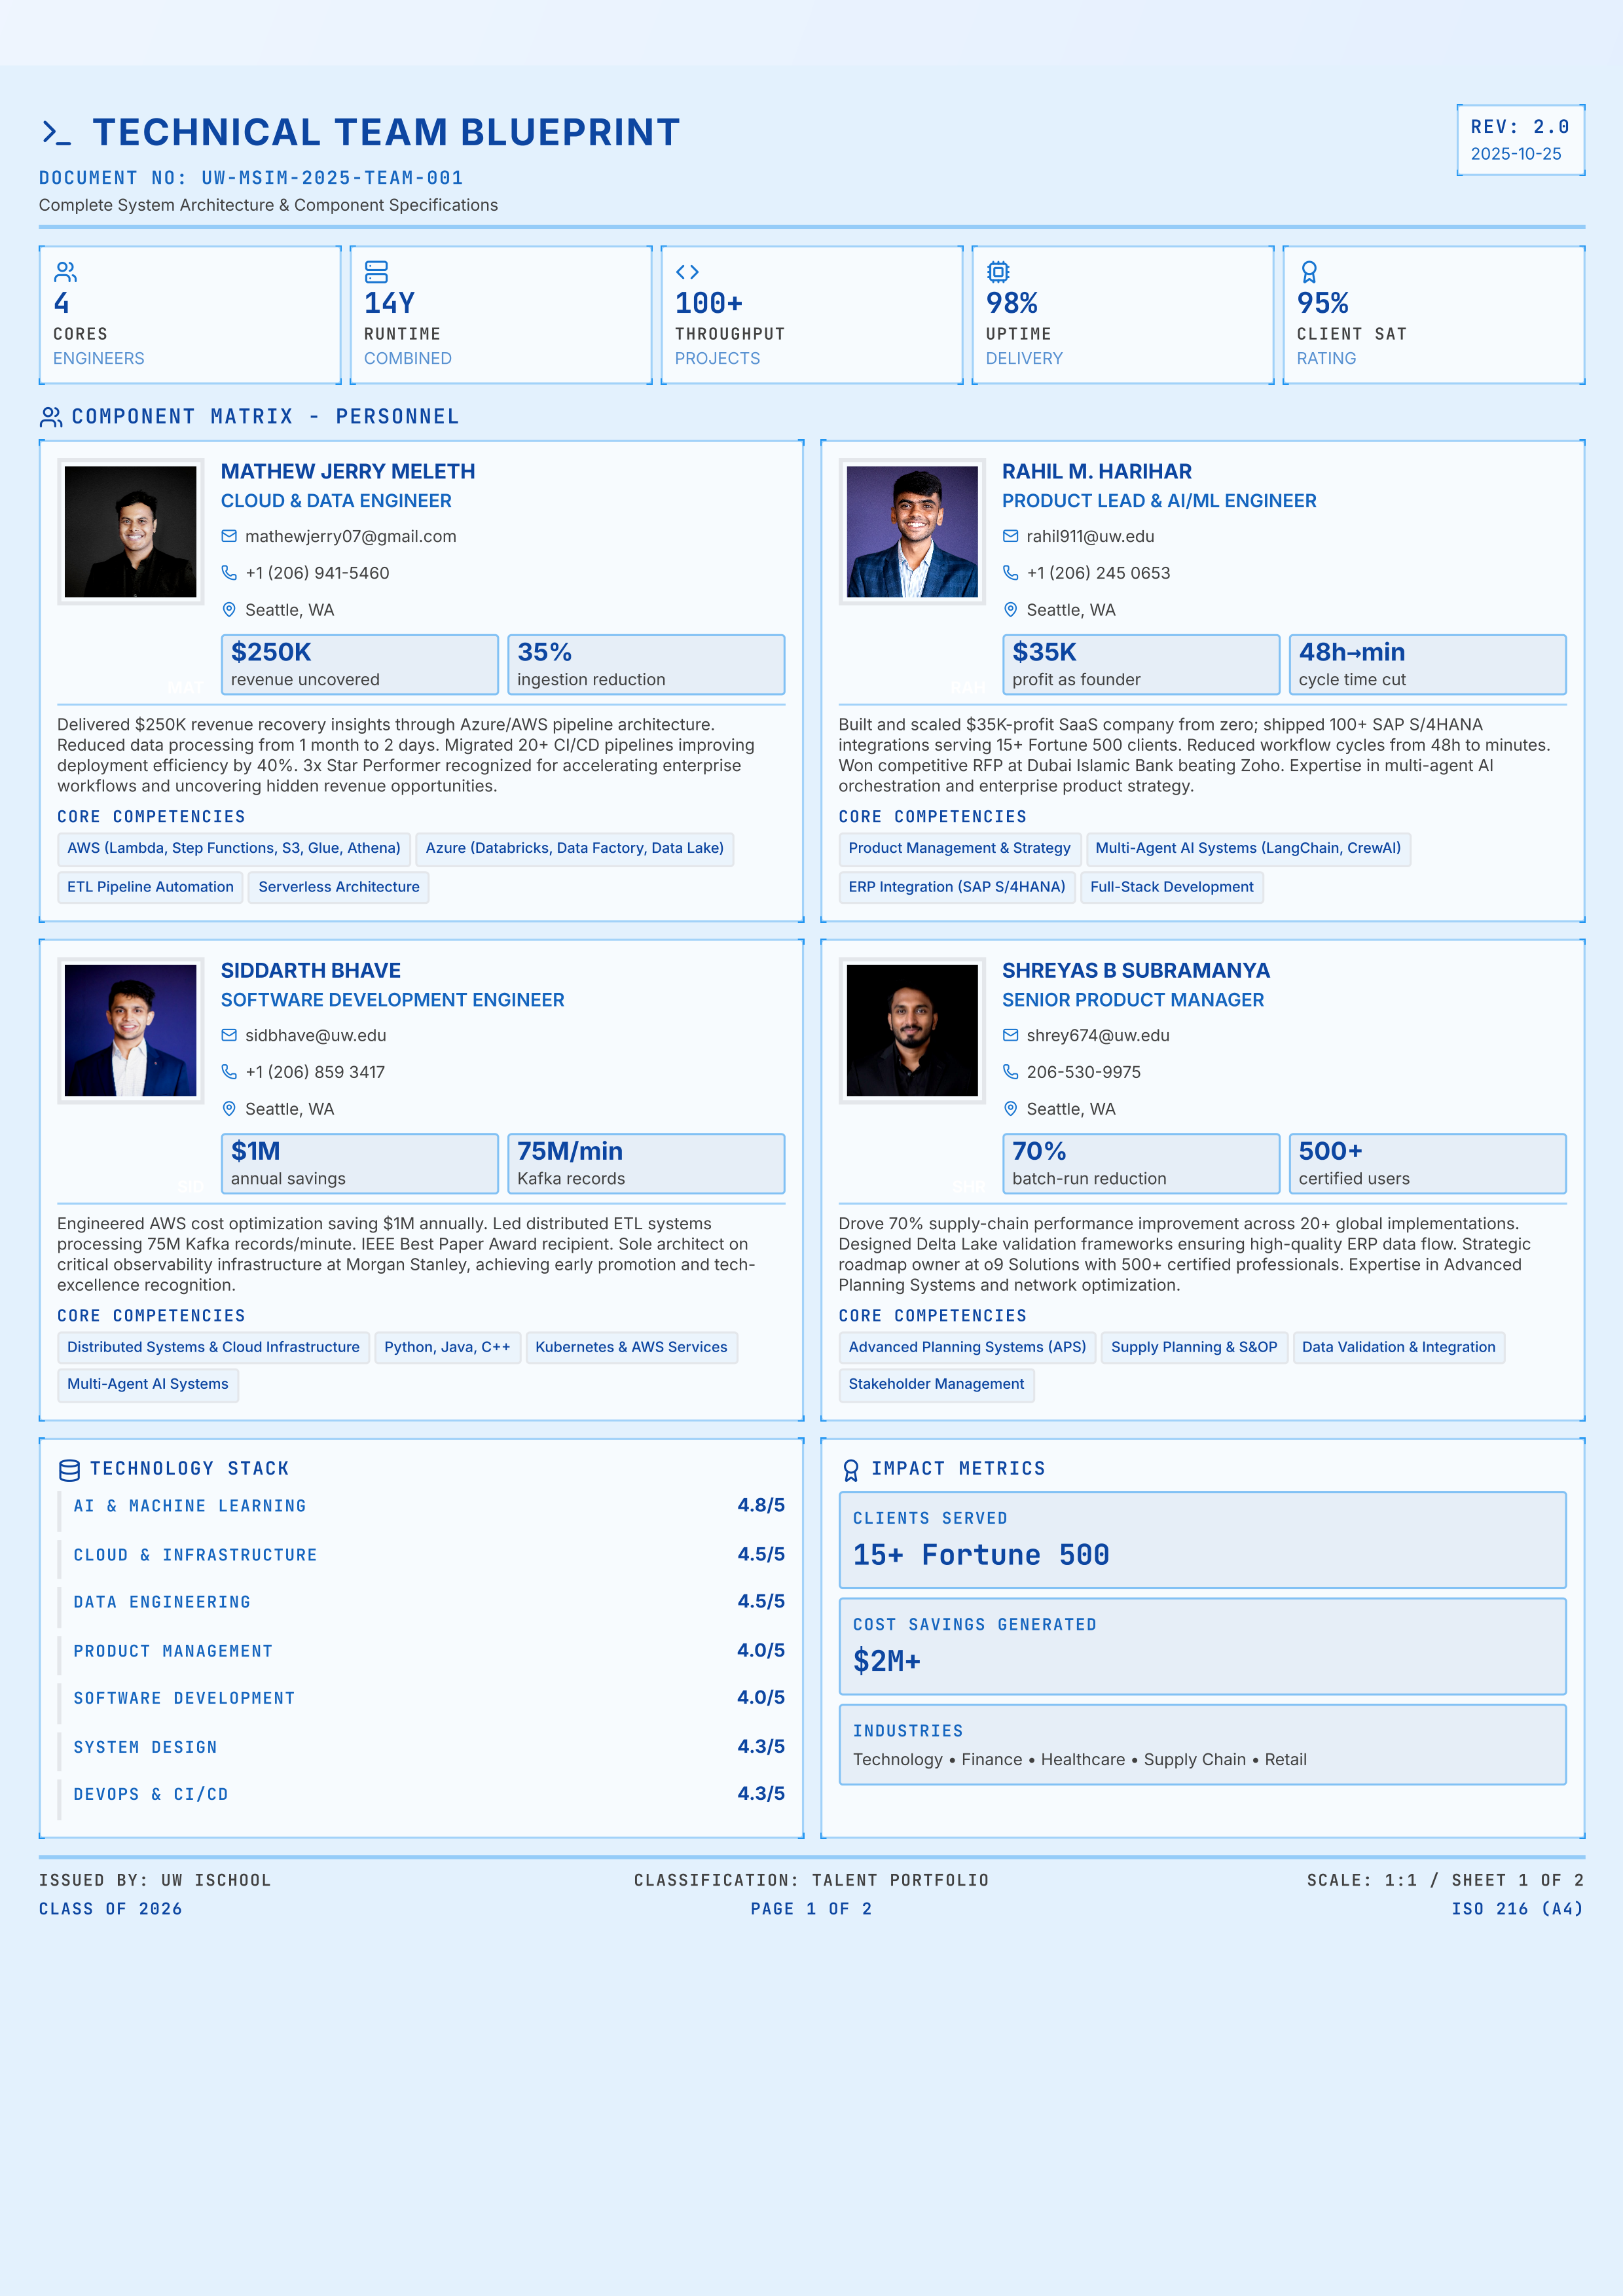 TECHNICAL TEAM BLUEPRINT
DOCUMENT NO: UW-MSIM-2025-TEAM-001
Complete System Architecture & Component Specifications
REV: 2.0
2025-10-25
4
CORES
ENGINEERS
14Y
RUNTIME
COMBINED
100+
THROUGHPUT
PROJECTS
98%
UPTIME
DELIVERY
95%
CLIENT SAT
RATING
COMPONENT MATRIX - PERSONNEL
MATHEW JERRY MELETH
CLOUD & DATA ENGINEER
mathewjerry07@gmail.com
+1 (206) 941-5460
Seattle, WA
MAT
$250K
revenue uncovered
35%
ingestion reduction
Delivered $250K revenue recovery insights through Azure/AWS pipeline architecture.
Reduced data processing from 1 month to 2 days. Migrated 20+ CI/CD pipelines improving
deployment efficiency by 40%. 3x Star Performer recognized for accelerating enterprise
workflows and uncovering hidden revenue opportunities.
CORE COMPETENCIES
AWS (Lambda, Step Functions, S3, Glue, Athena)
Azure (Databricks, Data Factory, Data Lake)
ETL Pipeline Automation
Serverless Architecture
RAHIL M. HARIHAR
PRODUCT LEAD & AI/ML ENGINEER
rahil911@uw.edu
+1 (206) 245 0653
Seattle, WA
RAH
$35K
profit as founder
48h→min
cycle time cut
Built and scaled $35K-profit SaaS company from zero; shipped 100+ SAP S/4HANA
integrations serving 15+ Fortune 500 clients. Reduced workflow cycles from 48h to minutes.
Won competitive RFP at Dubai Islamic Bank beating Zoho. Expertise in multi-agent AI
orchestration and enterprise product strategy.
CORE COMPETENCIES
Product Management & Strategy
Multi-Agent AI Systems (LangChain, CrewAI)
ERP Integration (SAP S/4HANA)
Full-Stack Development
SIDDARTH BHAVE
SOFTWARE DEVELOPMENT ENGINEER
sidbhave@uw.edu
+1 (206) 859 3417
Seattle, WA
SID
$1M
annual savings
75M/min
Kafka records
Engineered AWS cost optimization saving $1M annually. Led distributed ETL systems
processing 75M Kafka records/minute. IEEE Best Paper Award recipient. Sole architect on
critical observability infrastructure at Morgan Stanley, achieving early promotion and tech-
excellence recognition.
CORE COMPETENCIES
Distributed Systems & Cloud Infrastructure
Python, Java, C++
Kubernetes & AWS Services
Multi-Agent AI Systems
SHREYAS B SUBRAMANYA
SENIOR PRODUCT MANAGER
shrey674@uw.edu
206-530-9975
Seattle, WA
SHR
70%
batch-run reduction
500+
certified users
Drove 70% supply-chain performance improvement across 20+ global implementations.
Designed Delta Lake validation frameworks ensuring high-quality ERP data flow. Strategic
roadmap owner at o9 Solutions with 500+ certified professionals. Expertise in Advanced
Planning Systems and network optimization.
CORE COMPETENCIES
Advanced Planning Systems (APS)
Supply Planning & S&OP
Data Validation & Integration
Stakeholder Management
TECHNOLOGY STACK
AI & MACHINE LEARNING 4.8/5
CLOUD & INFRASTRUCTURE 4.5/5
DATA ENGINEERING 4.5/5
PRODUCT MANAGEMENT 4.0/5
SOFTWARE DEVELOPMENT 4.0/5
SYSTEM DESIGN 4.3/5
DEVOPS & CI/CD 4.3/5
IMPACT METRICS
CLIENTS SERVED
15+ Fortune 500
COST SAVINGS GENERATED
$2M+
INDUSTRIES
Technology • Finance • Healthcare • Supply Chain • Retail
ISSUED BY: UW ISCHOOL
CLASS OF 2026
CLASSIFICATION: TALENT PORTFOLIO
PAGE 1 OF 2
SCALE: 1:1 / SHEET 1 OF 2
ISO 216 (A4)